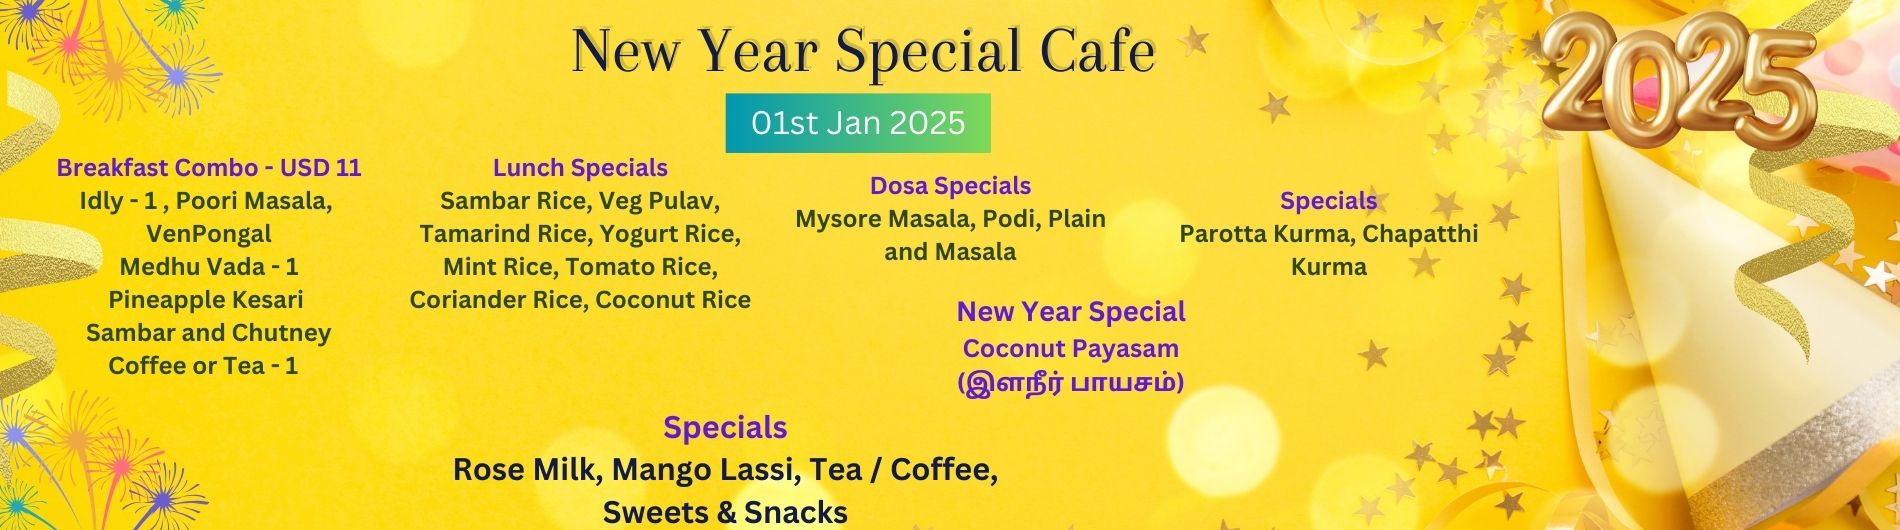 New Year Special Cafe
2025
01st Jan 2025
Breakfast Combo - USD 11
Idly - 1 , Poori Masala,
VenPongal
Medhu Vada - 1
Pineapple Kesari
Sambar and Chutney
Coffee or Tea - 1
Lunch Specials
Sambar Rice, Veg Pulav,
Tamarind Rice, Yogurt Rice,
Mint Rice, Tomato Rice,
Coriander Rice, Coconut Rice
Dosa Specials
Mysore Masala, Podi, Plain
and Masala
Specials
Parotta Kurma, Chapatthi
Kurma
New Year Special
Coconut Payasam
(இளநீர் பாயசம்)
Specials
Rose Milk, Mango Lassi, Tea / Coffee,
Sweets & Snacks